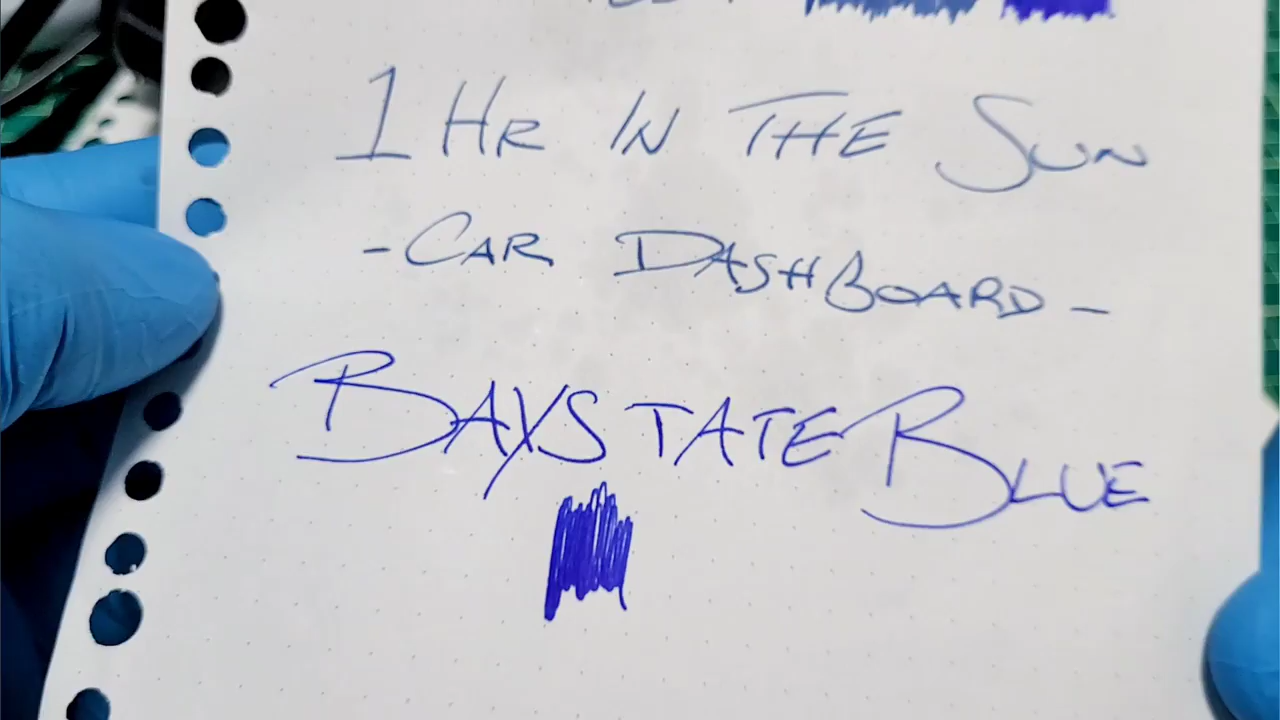 1 HR IN THE SUN
- CAR DASHBOARD -
BAYSTATE BLUE